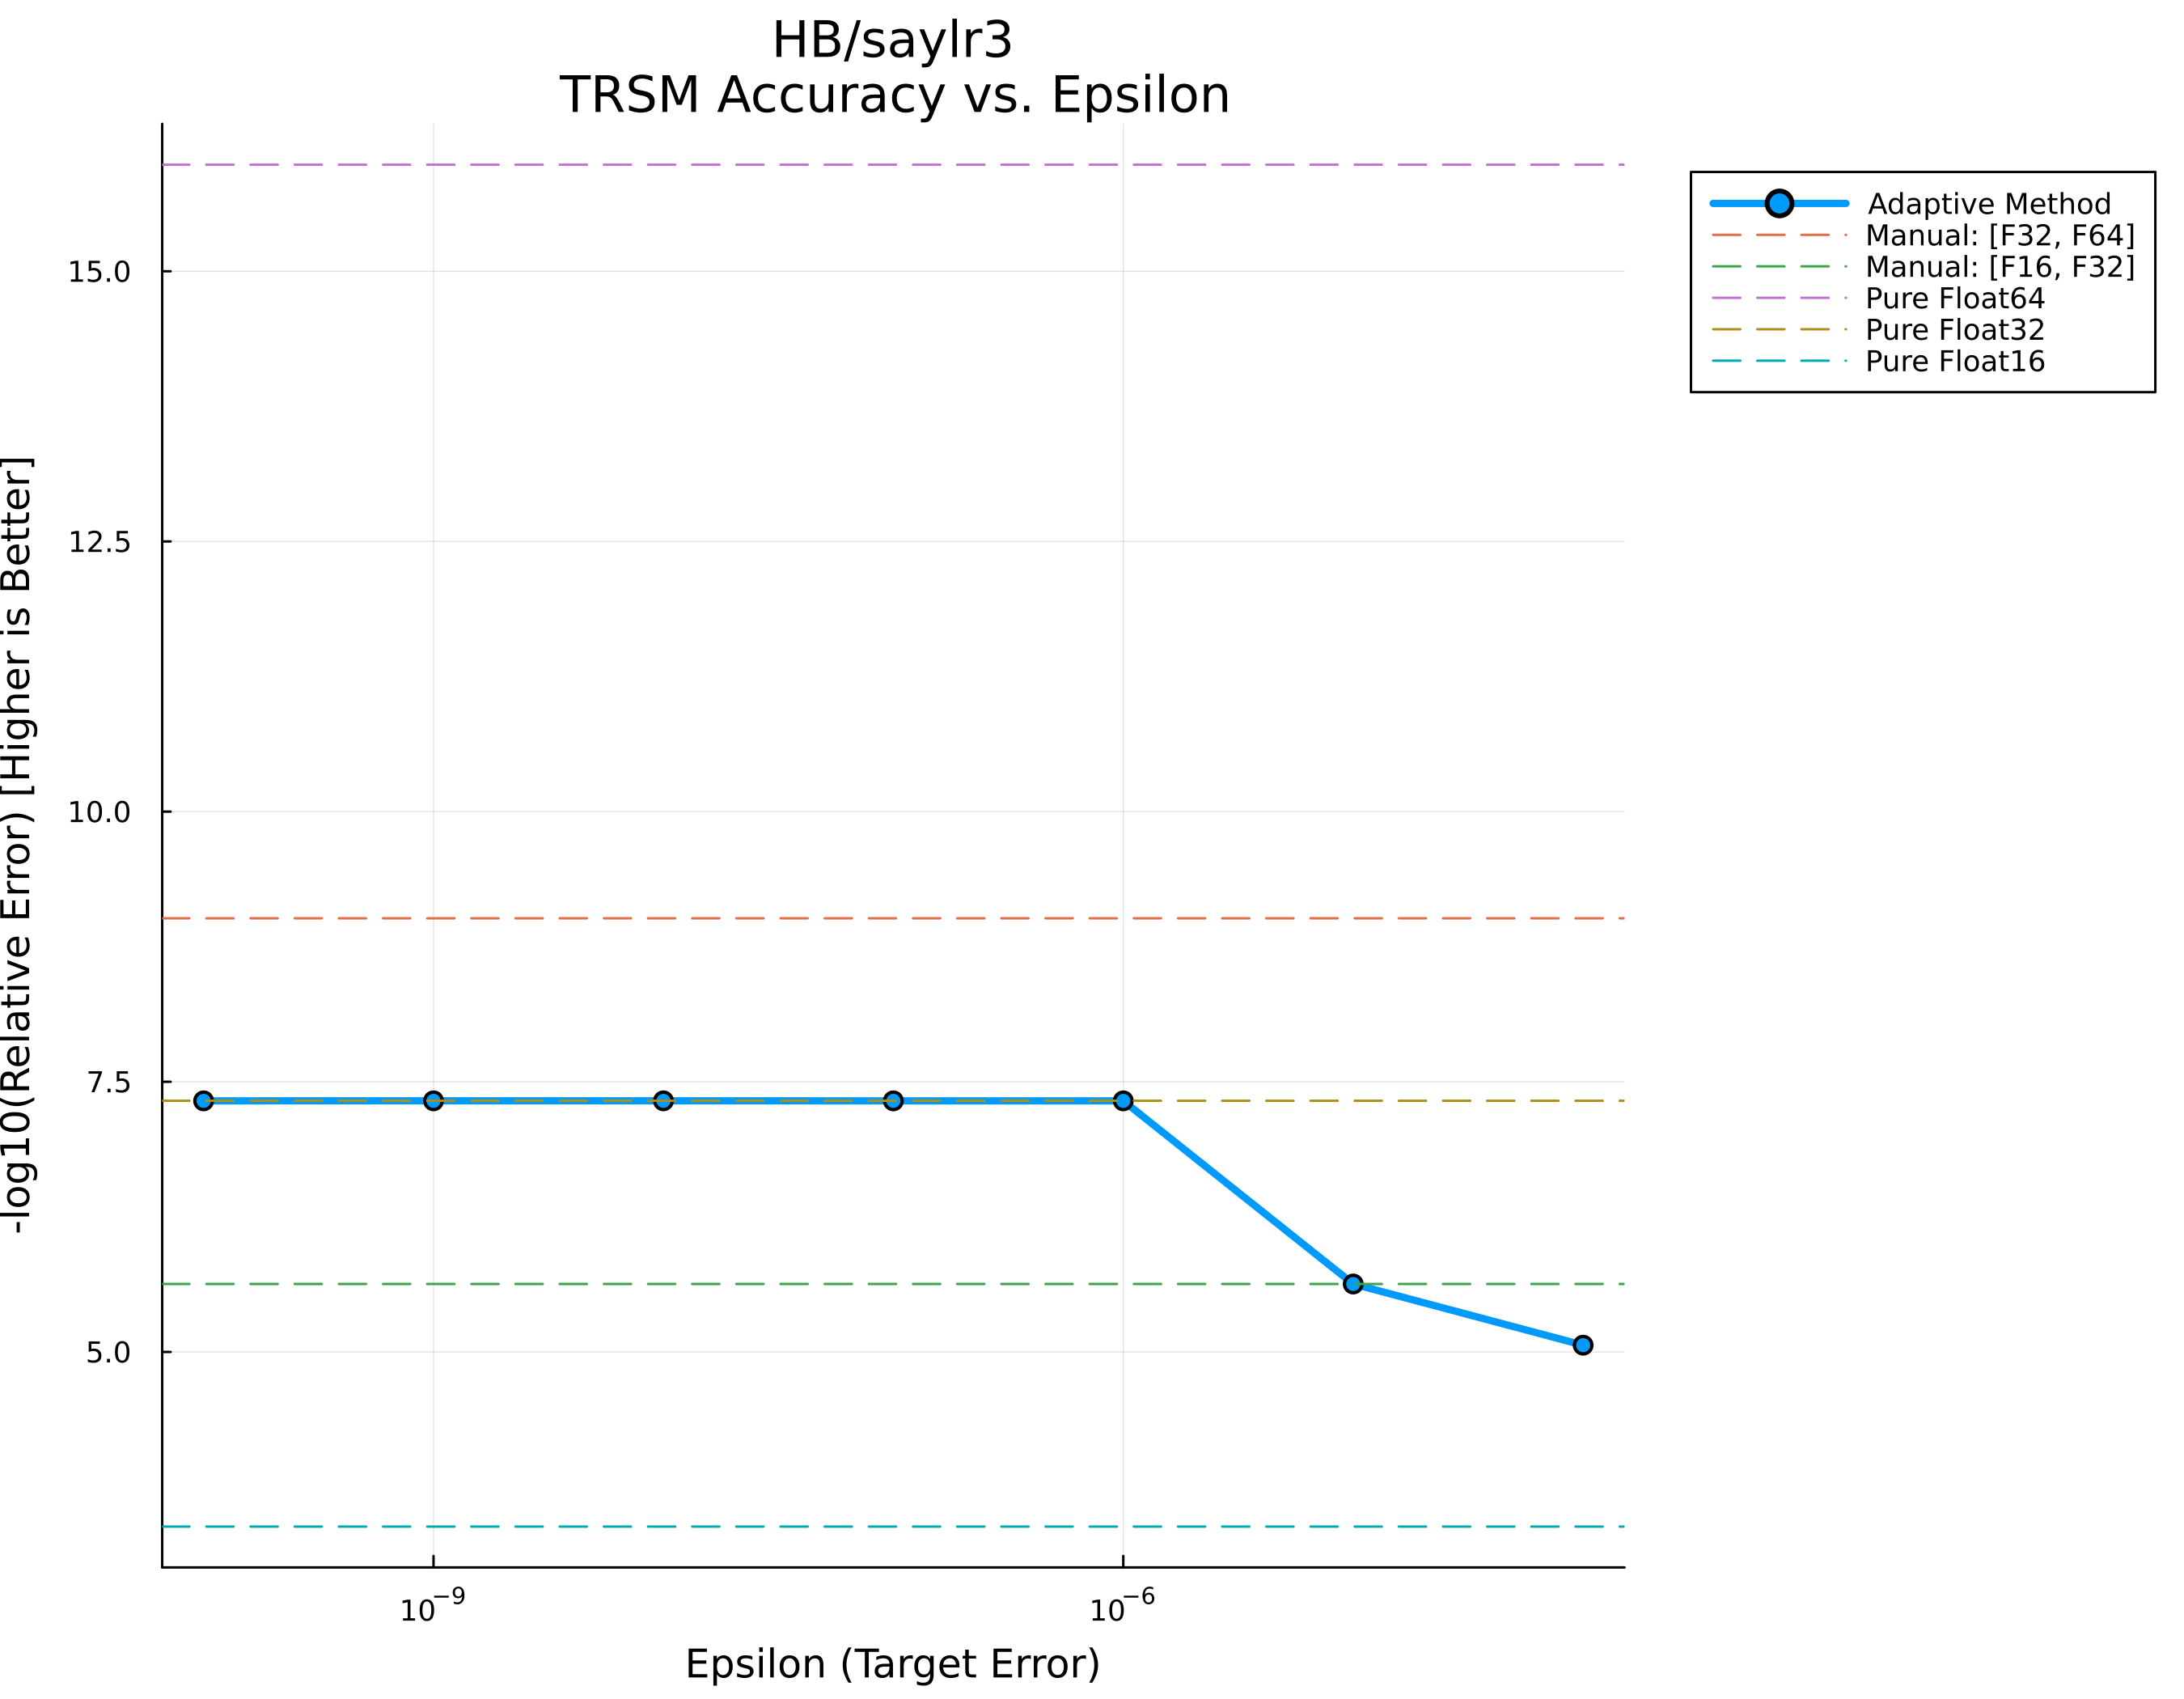 HB/saylr3
TRSM Accuracy vs. Epsilon
-log10(Relative Error) [Higher is Better]
15.0
12.5
10.0
7.5
5.0
10⁻⁹
10⁻⁶
Epsilon (Target Error)
Adaptive Method
Manual: [F32, F64]
Manual: [F16, F32]
Pure Float64
Pure Float32
Pure Float16